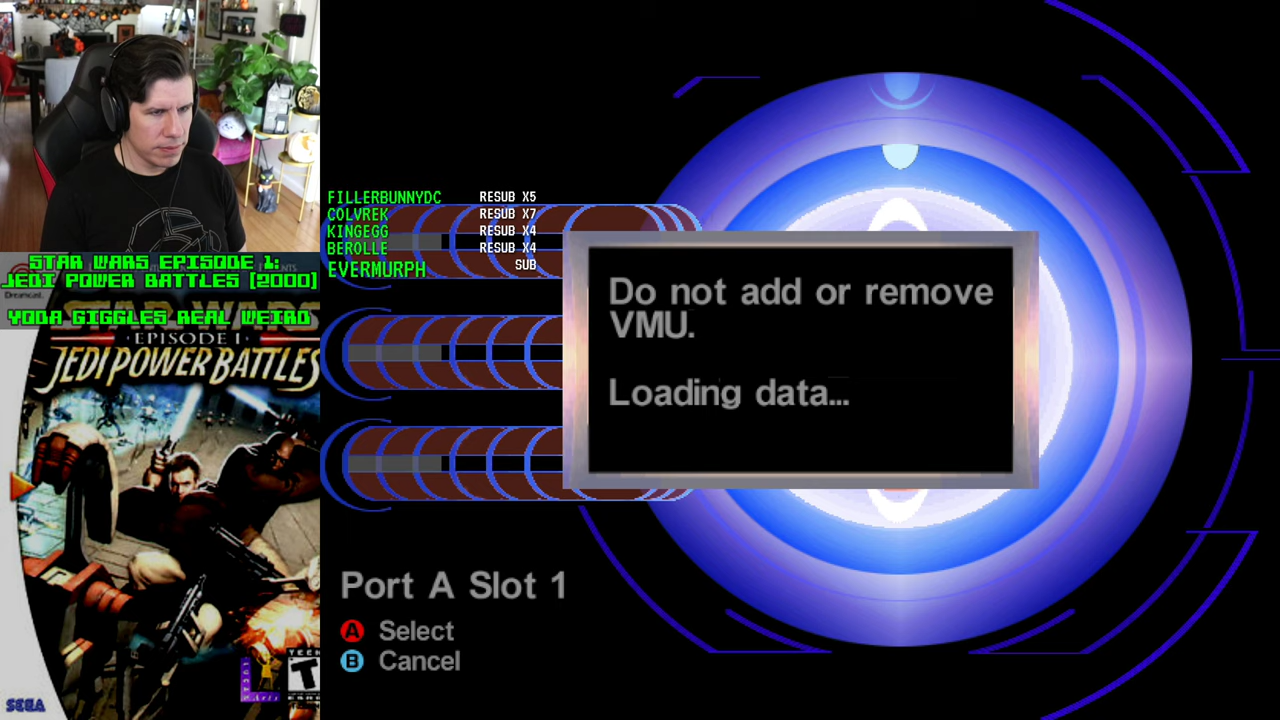 FILLERBUNNYDC RESUB X5
COLVREK RESUB X7
KINGEGG RESUB X4
BEROLLE RESUB X4
EVERMURPH SUB
STAR WARS EPISODE 1:
JEDI POWER BATTLES (2000)
YODA GIGGLES REAL WEIRD
Dreamcast
STAR WARS
EPISODE I
JEDI POWER BATTLES
TEEN
T
SEGA
Do not add or remove
VMU.
Loading data...
Port A Slot 1
A Select
B Cancel